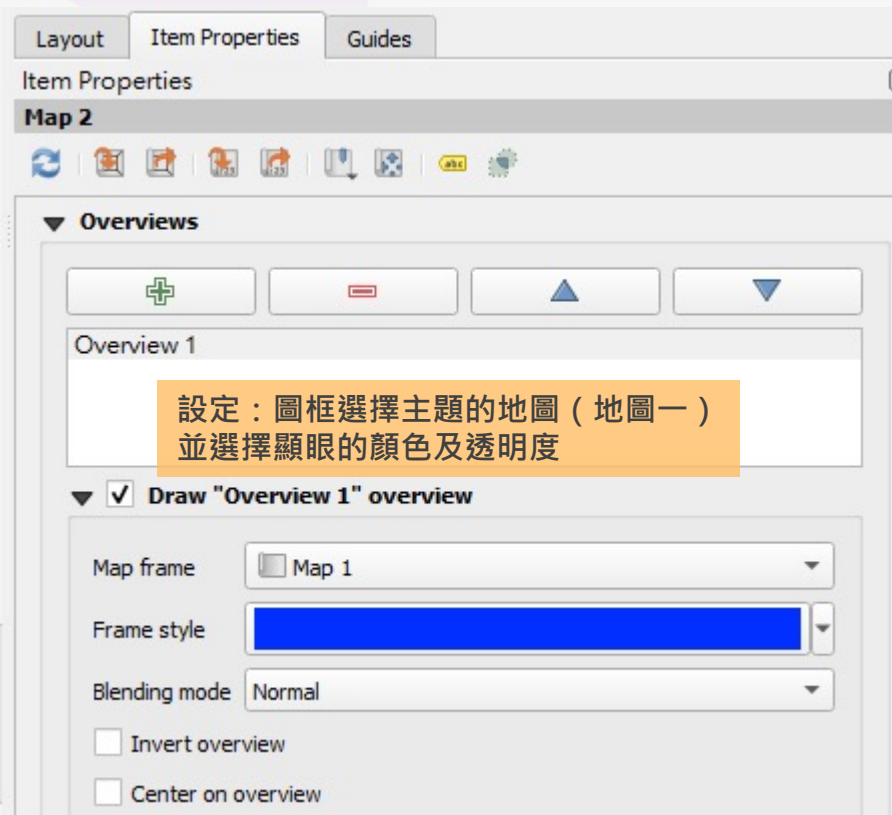 Layout Item Properties Guides
Item Properties
Map 2
Overviews
Overview 1
設定：圖框選擇主題的地圖（地圖一）
並選擇顯眼的顏色及透明度
Draw "Overview 1" overview
Map frame Map 1
Frame style
Blending mode Normal
Invert overview
Center on overview